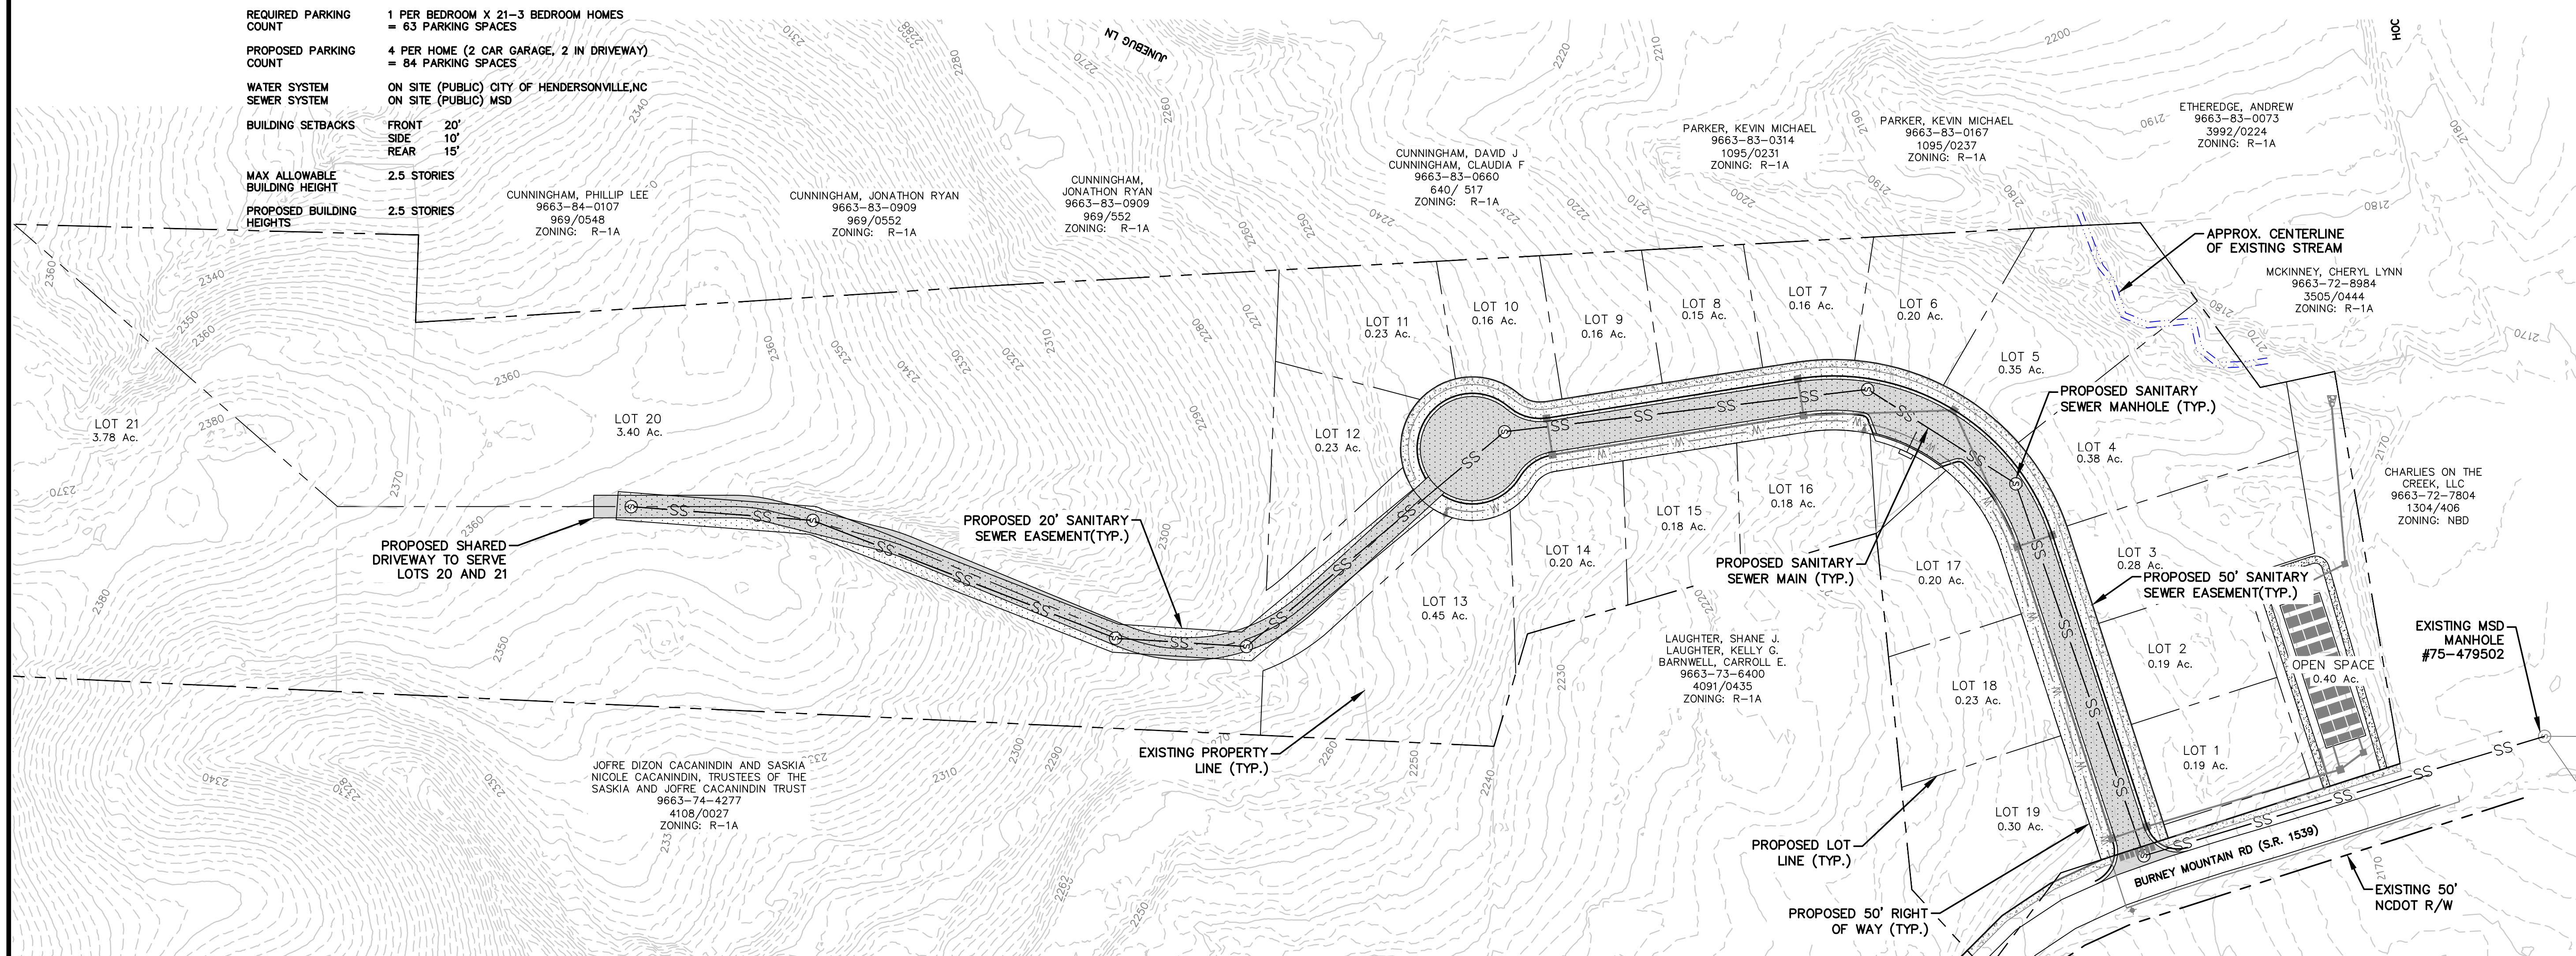 REQUIRED PARKING COUNT
1 PER BEDROOM X 21-3 BEDROOM HOMES
= 63 PARKING SPACES
PROPOSED PARKING COUNT
4 PER HOME (2 CAR GARAGE, 2 IN DRIVEWAY)
= 84 PARKING SPACES
WATER SYSTEM ON SITE (PUBLIC) CITY OF HENDERSONVILLE,NC
SEWER SYSTEM ON SITE (PUBLIC) MSD
BUILDING SETBACKS FRONT 20'
SIDE 10'
REAR 15'
MAX ALLOWABLE BUILDING HEIGHT
2.5 STORIES
PROPOSED BUILDING HEIGHTS
2.5 STORIES
JUNEBUG LN
HOC
CUNNINGHAM, PHILLIP LEE
9663-84-0107
969/0548
ZONING: R-1A
CUNNINGHAM, JONATHON RYAN
9663-83-0909
969/0552
ZONING: R-1A
CUNNINGHAM,
JONATHON RYAN
9663-83-0909
969/552
ZONING: R-1A
CUNNINGHAM, DAVID J
CUNNINGHAM, CLAUDIA F
9663-83-0660
640/ 517
ZONING: R-1A
PARKER, KEVIN MICHAEL
9663-83-0314
1095/0231
ZONING: R-1A
PARKER, KEVIN MICHAEL
9663-83-0167
1095/0237
ZONING: R-1A
ETHEREDGE, ANDREW
9663-83-0073
3992/0224
ZONING: R-1A
APPROX. CENTERLINE
OF EXISTING STREAM
MCKINNEY, CHERYL LYNN
9663-72-8984
3505/0444
ZONING: R-1A
LOT 21
3.78 Ac.
LOT 20
3.40 Ac.
LOT 12
0.23 Ac.
LOT 11
0.23 Ac.
LOT 10
0.16 Ac.
LOT 9
0.16 Ac.
LOT 8
0.15 Ac.
LOT 7
0.16 Ac.
LOT 6
0.20 Ac.
LOT 5
0.35 Ac.
LOT 4
0.38 Ac.
LOT 3
0.28 Ac.
LOT 2
0.19 Ac.
LOT 1
0.19 Ac.
LOT 13
0.45 Ac.
LOT 14
0.20 Ac.
LOT 15
0.18 Ac.
LOT 16
0.18 Ac.
LOT 17
0.20 Ac.
LOT 18
0.23 Ac.
LOT 19
0.30 Ac.
OPEN SPACE
0.40 Ac.
PROPOSED SANITARY
SEWER MANHOLE (TYP.)
CHARLIES ON THE
CREEK, LLC
9663-72-7804
1304/406
ZONING: NBD
PROPOSED SHARED
DRIVEWAY TO SERVE
LOTS 20 AND 21
PROPOSED 20' SANITARY
SEWER EASEMENT(TYP.)
PROPOSED SANITARY
SEWER MAIN (TYP.)
PROPOSED 50' SANITARY
SEWER EASEMENT(TYP.)
EXISTING MSD
MANHOLE
#75-479502
LAUGHTER, SHANE J.
LAUGHTER, KELLY G.
BARNWELL, CARROLL E.
9663-73-6400
4091/0435
ZONING: R-1A
EXISTING PROPERTY
LINE (TYP.)
JOFRE DIZON CACANINDIN AND SASKIA
NICOLE CACANINDIN, TRUSTEES OF THE
SASKIA AND JOFRE CACANINDIN TRUST
9663-74-4277
4108/0027
ZONING: R-1A
PROPOSED LOT
LINE (TYP.)
PROPOSED 50' RIGHT
OF WAY (TYP.)
BURNEY MOUNTAIN RD (S.R. 1539)
EXISTING 50'
NCDOT R/W